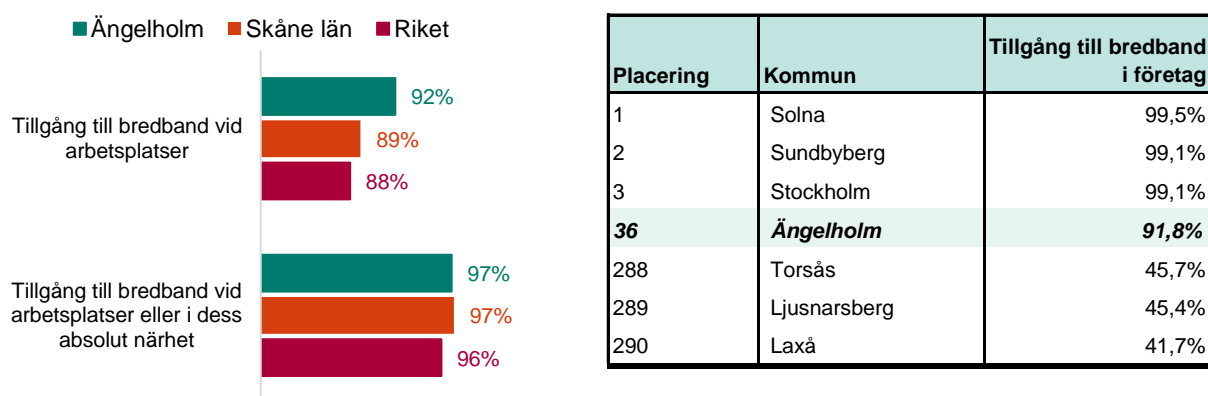 Ängelholm Skåne län Riket
Tillgång till bredband vid
arbetsplatser
92%
89%
88%
Tillgång till bredband vid
arbetsplatser eller i dess
absolut närhet
97%
97%
96%
Placering Kommun Tillgång till bredband
i företag
1 Solna 99,5%
2 Sundbyberg 99,1%
3 Stockholm 99,1%
36 Ängelholm 91,8%
288 Torsås 45,7%
289 Ljusnarsberg 45,4%
290 Laxå 41,7%